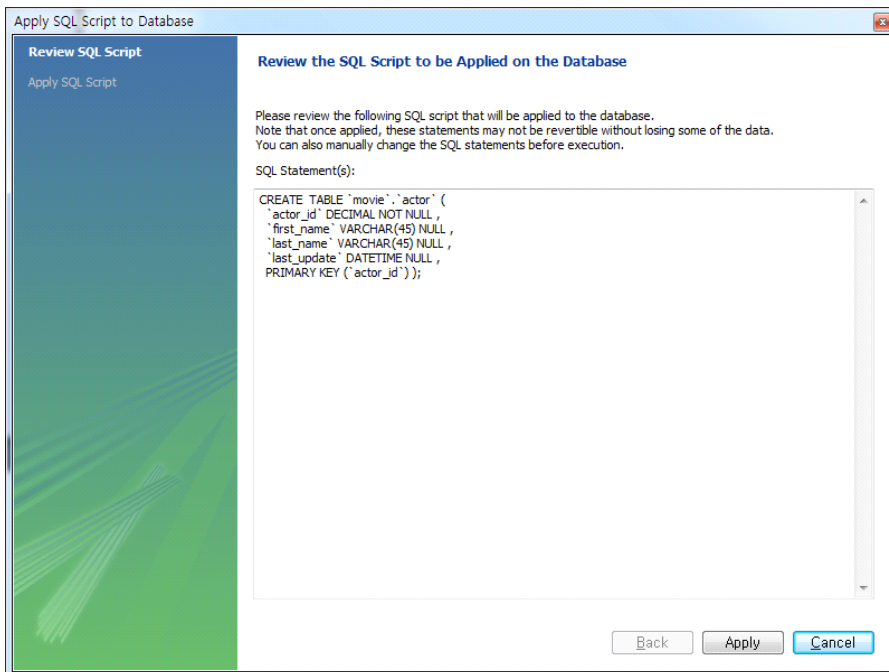 Apply SQL Script to Database
Review SQL Script
Apply SQL Script
Review the SQL Script to be Applied on the Database
Please review the following SQL script that will be applied to the database.
Note that once applied, these statements may not be revertible without losing some of the data.
You can also manually change the SQL statements before execution.
SQL Statement(s):
CREATE  TABLE `movie`.`actor` (
  `actor_id` DECIMAL NOT NULL ,
  `first_name` VARCHAR(45) NULL ,
  `last_name` VARCHAR(45) NULL ,
  `last_update` DATETIME NULL ,
  PRIMARY KEY (`actor_id`) );
Back Apply Cancel